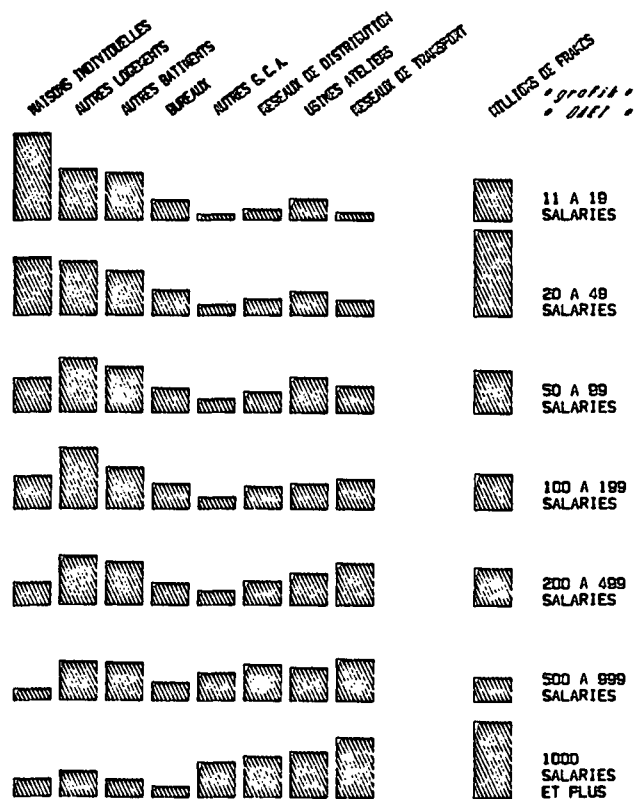 MAISONS INDIVIDUELLES
AUTRES LOGEMENTS
AUTRES BATIMENTS
BUREAUX
AUTRES G.C.A.
RESEAUX DE DISTRIBUTION
USINES ATELIERS
RESEAUX DE TRANSPORT
MILLIONS DE FRANCS
• grafik •
• DAEI •
11 A 19
SALARIES
20 A 49
SALARIES
50 A 99
SALARIES
100 A 199
SALARIES
200 A 499
SALARIES
500 A 999
SALARIES
1000
SALARIES
ET PLUS